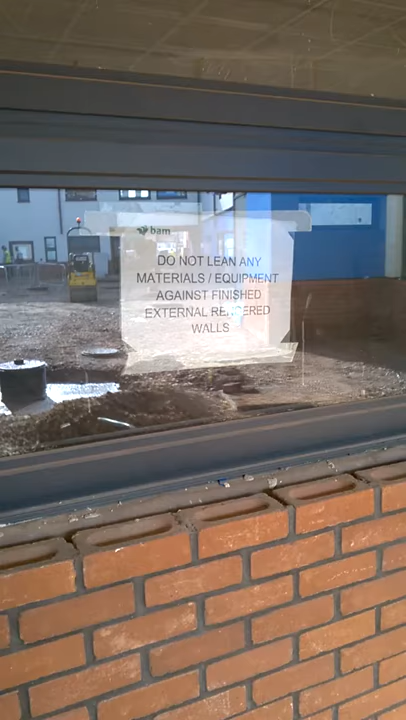 bam
DO NOT LEAN ANY
MATERIALS / EQUIPMENT
AGAINST FINISHED
EXTERNAL RENDERED
WALLS